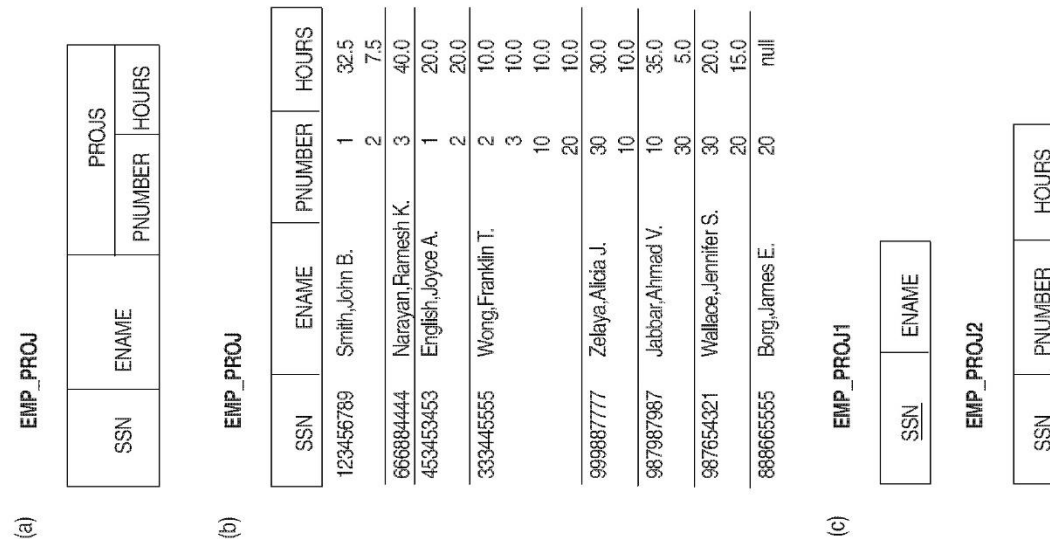 (a)
EMP_PROJ
SSN ENAME PROJS
PNUMBER HOURS
(b)
EMP_PROJ
SSN ENAME PNUMBER HOURS
123456789 Smith,John B. 1 32.5
2 7.5
666884444 Narayan,Ramesh K. 3 40.0
453453453 English,Joyce A. 1 20.0
2 20.0
333445555 Wong,Franklin T. 2 10.0
3 10.0
10 10.0
20 10.0
999887777 Zelaya,Alicia J. 30 30.0
10 10.0
987987987 Jabbar,Ahmad V. 10 35.0
30 5.0
987654321 Wallace,Jennifer S. 30 20.0
20 15.0
888665555 Borg,James E. 20 null
(c)
EMP_PROJ1
SSN ENAME
EMP_PROJ2
SSN PNUMBER HOURS